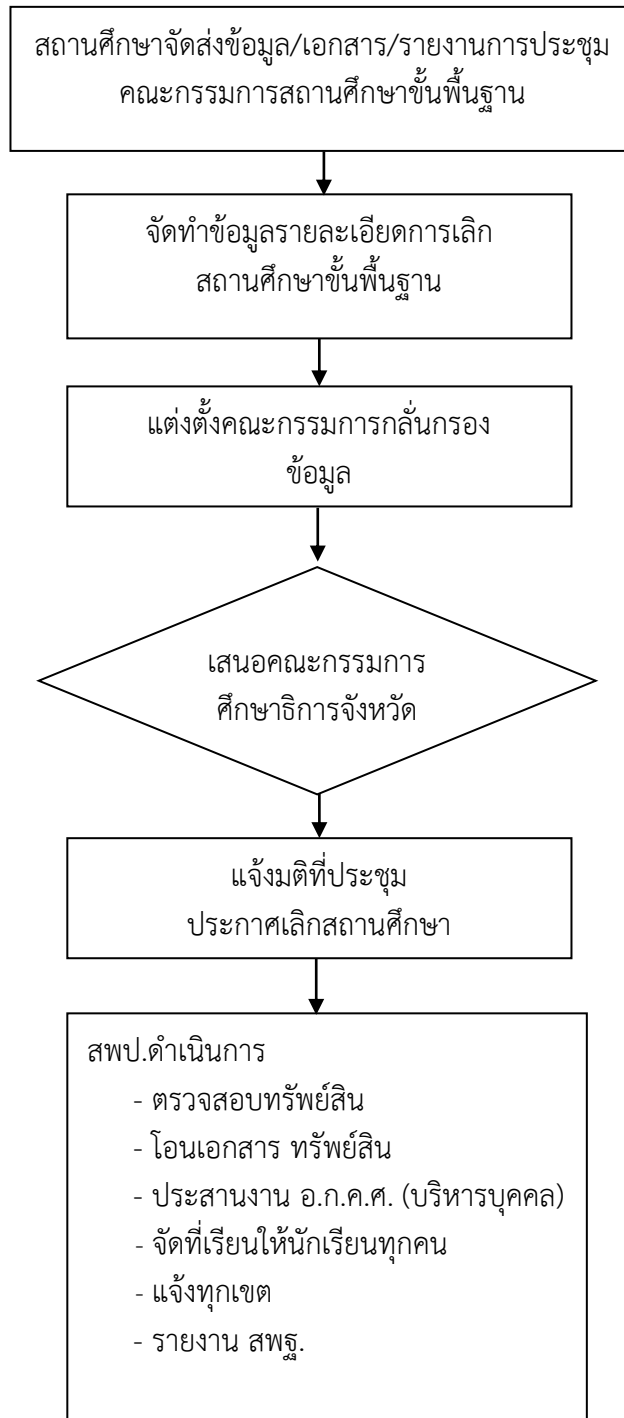 สถานศึกษาจัดส่งข้อมูล/เอกสาร/รายงานการประชุม
คณะกรรมการสถานศึกษาขั้นพื้นฐาน
จัดทำข้อมูลรายละเอียดการเลิก
สถานศึกษาขั้นพื้นฐาน
แต่งตั้งคณะกรรมการกลั่นกรอง
ข้อมูล
เสนอคณะกรรมการ
ศึกษาธิการจังหวัด
แจ้งมติที่ประชุม
ประกาศเลิกสถานศึกษา
สพป.ดำเนินการ
- ตรวจสอบทรัพย์สิน
- โอนเอกสาร ทรัพย์สิน
- ประสานงาน อ.ก.ค.ศ. (บริหารบุคคล)
- จัดที่เรียนให้นักเรียนทุกคน
- แจ้งทุกเขต
- รายงาน สพฐ.